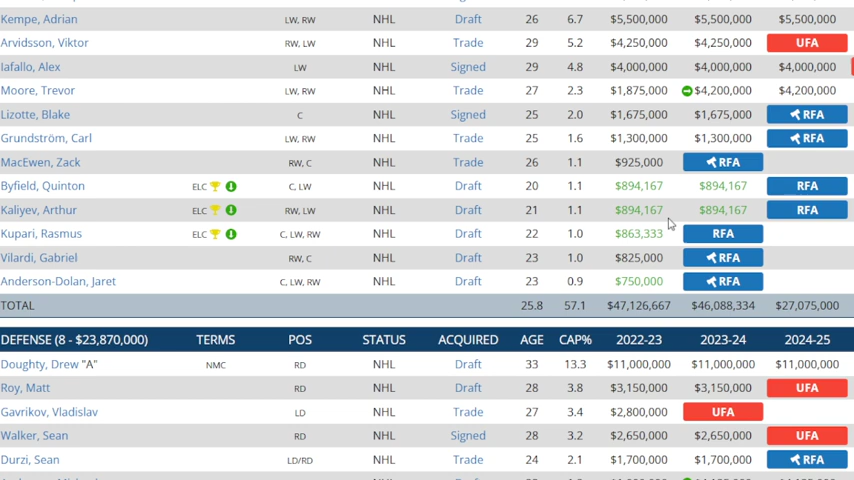 Kempe, Adrian LW, RW NHL Draft 26 6.7 $5,500,000 $5,500,000 $5,500,000
Arvidsson, Viktor RW, LW NHL Trade 29 5.2 $4,250,000 $4,250,000 UFA
Iafallo, Alex LW NHL Signed 29 4.8 $4,000,000 $4,000,000 $4,000,000
Moore, Trevor LW, RW NHL Trade 27 2.3 $1,875,000 $4,200,000 $4,200,000
Lizotte, Blake C NHL Signed 25 2.0 $1,675,000 $1,675,000 RFA
Grundström, Carl LW, RW NHL Trade 25 1.6 $1,300,000 $1,300,000 RFA
MacEwen, Zack RW, C NHL Trade 26 1.1 $925,000 RFA
Byfield, Quinton ELC C, LW NHL Draft 20 1.1 $894,167 $894,167 RFA
Kaliyev, Arthur ELC RW, LW NHL Draft 21 1.1 $894,167 $894,167 RFA
Kupari, Rasmus ELC C, LW, RW NHL Draft 22 1.0 $863,333 RFA
Vilardi, Gabriel RW, C NHL Draft 23 1.0 $825,000 RFA
Anderson-Dolan, Jaret C, LW, RW NHL Draft 23 0.9 $750,000 RFA
TOTAL 25.8 57.1 $47,126,667 $46,088,334 $27,075,000
DEFENSE (8 - $23,870,000) TERMS POS STATUS ACQUIRED AGE CAP% 2022-23 2023-24 2024-25
Doughty, Drew "A" NMC RD NHL Draft 33 13.3 $11,000,000 $11,000,000 $11,000,000
Roy, Matt RD NHL Draft 28 3.8 $3,150,000 $3,150,000 UFA
Gavrikov, Vladislav LD NHL Trade 27 3.4 $2,800,000 UFA
Walker, Sean RD NHL Signed 28 3.2 $2,650,000 $2,650,000 UFA
Durzi, Sean LD/RD NHL Trade 24 2.1 $1,700,000 $1,700,000 RFA